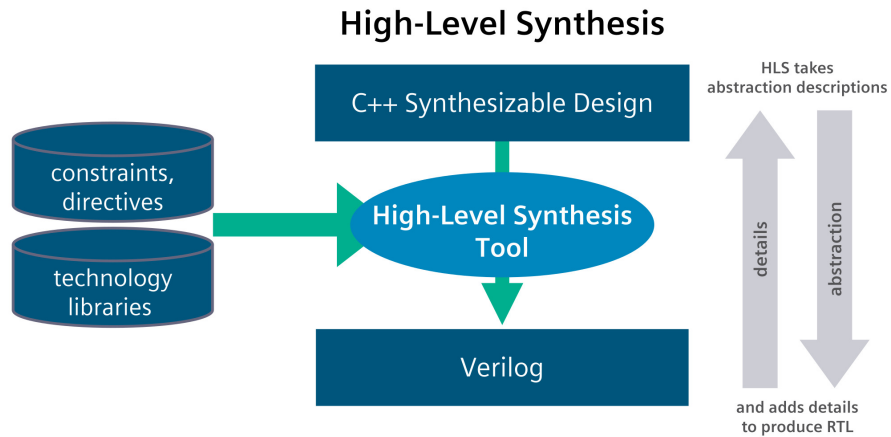 High-Level Synthesis
C++ Synthesizable Design
constraints,
directives
technology
libraries
High-Level Synthesis
Tool
Verilog
HLS takes
abstraction descriptions
details
abstraction
and adds details
to produce RTL